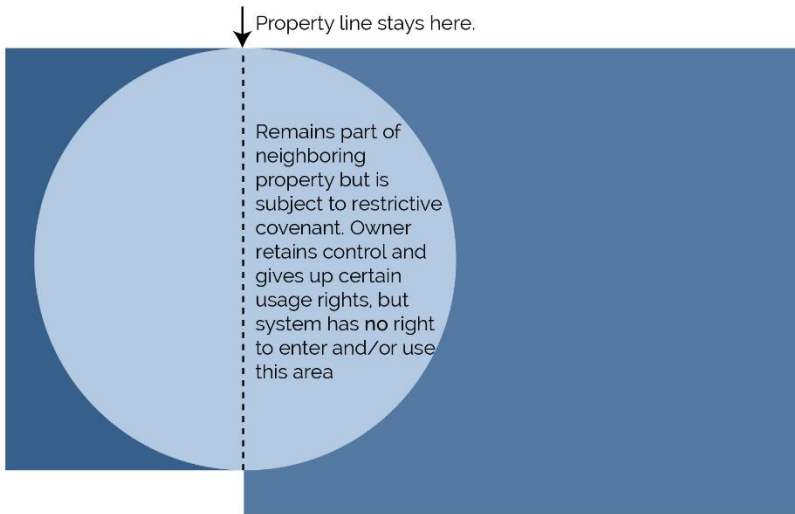 Property line stays here.
Remains part of
neighboring
property but is
subject to restrictive
covenant. Owner
retains control and
gives up certain
usage rights, but
system has no right
to enter and/or use
this area